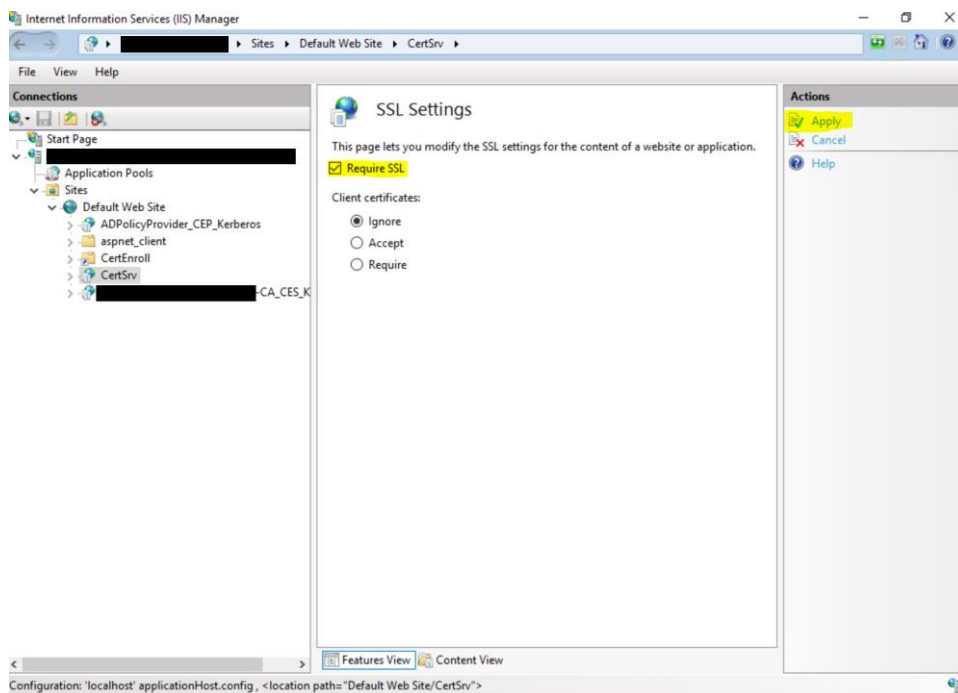 Internet Information Services (IIS) Manager
Sites Default Web Site CertSrv
File View Help
Connections
Start Page
Application Pools
Sites
Default Web Site
ADPolicyProvider_CEP_Kerberos
aspnet_client
CertEnroll
CertSrv
-CA_CES_K
SSL Settings
This page lets you modify the SSL settings for the content of a website or application.
Require SSL
Client certificates:
Ignore
Accept
Require
Features View Content View
Actions
Apply
Cancel
Help
Configuration: 'localhost' applicationHost.config , <location path="Default Web Site/CertSrv">